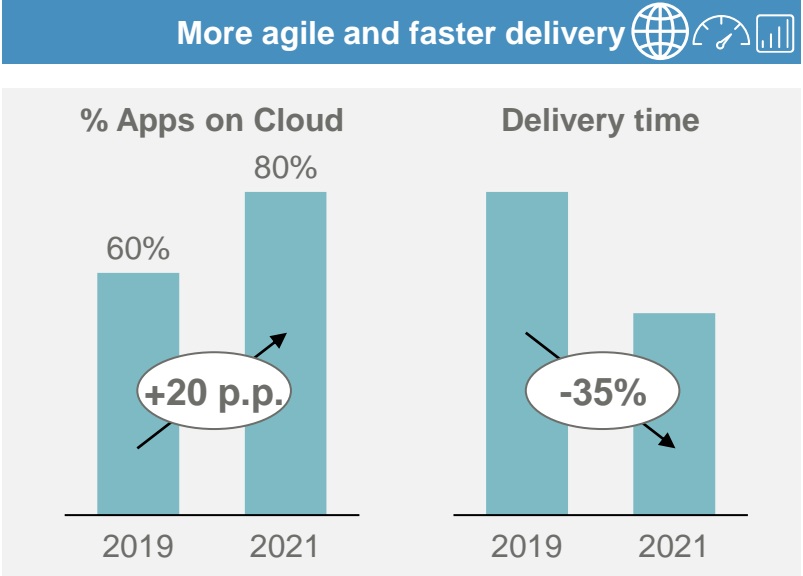 More agile and faster delivery
% Apps on Cloud
80%
60%
+20 p.p.
2019
2021
Delivery time
-35%
2019
2021